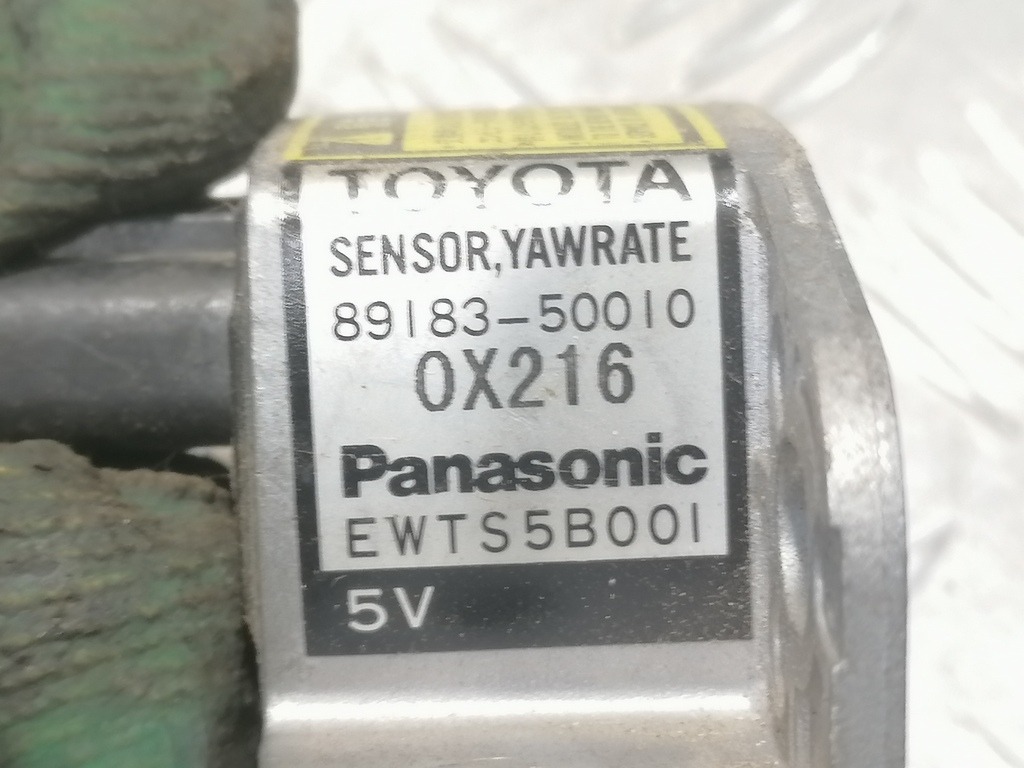 TOYOTA
SENSOR,YAWRATE
89183-50010
0X216
Panasonic
EWTS5B001
5V